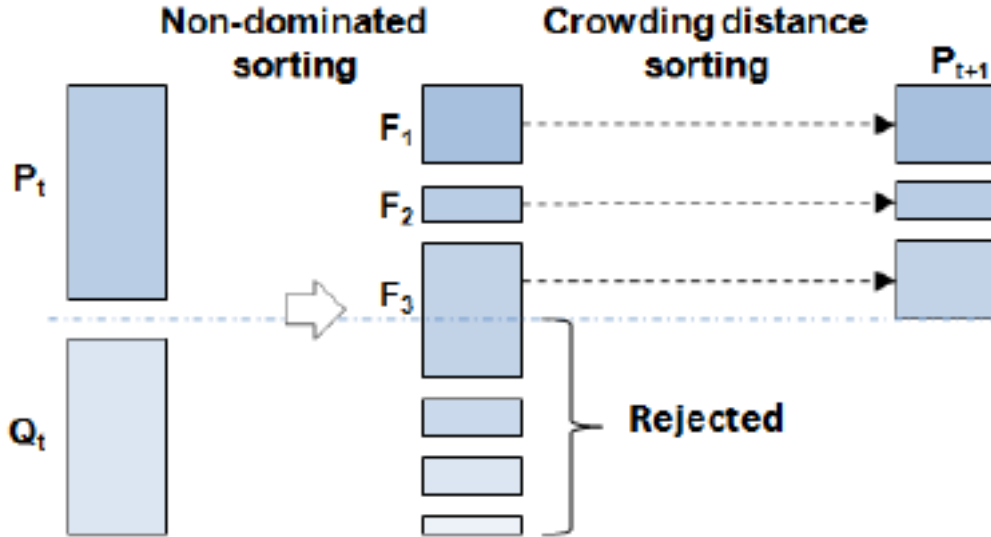 Non-dominated
sorting
Crowding distance
sorting
Pₜ₊₁
Pₜ
F₁
F₂
F₃
Qₜ
Rejected